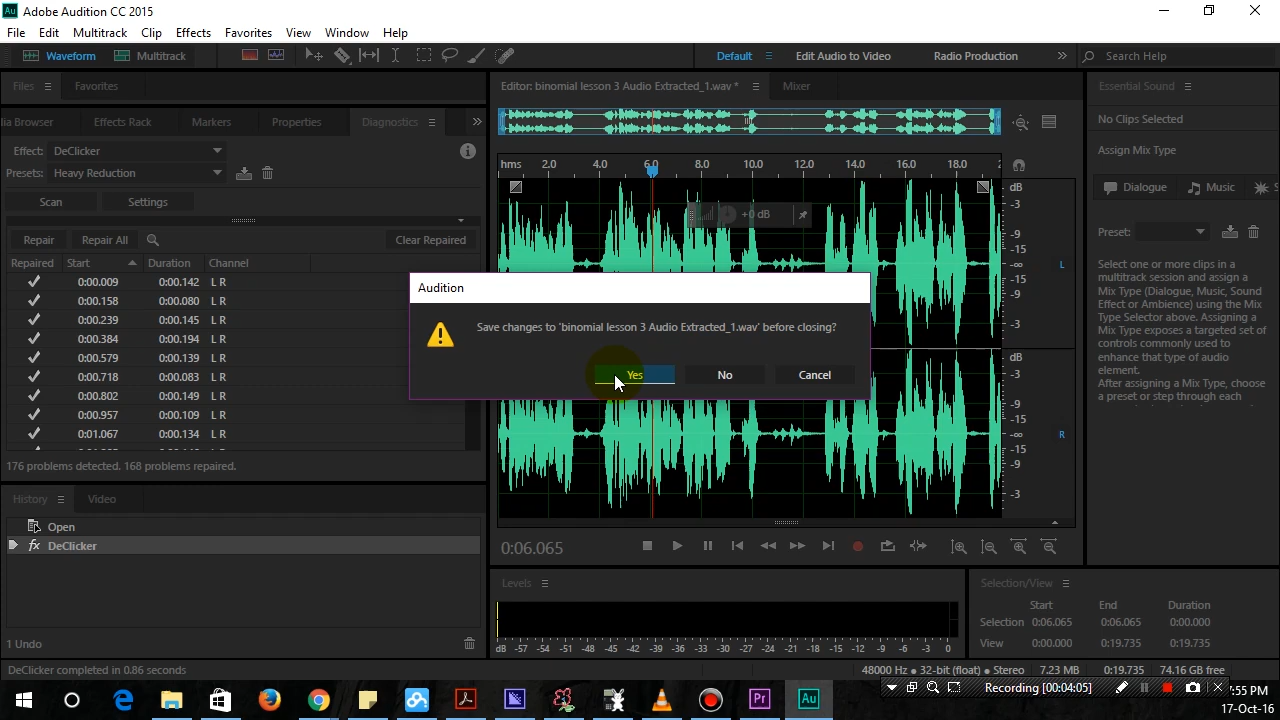 Au Adobe Audition CC 2015
File Edit Multitrack Clip Effects Favorites View Window Help
Waveform Multitrack Default Edit Audio to Video Radio Production » Search Help
Files Favorites Editor: binomial lesson 3 Audio Extracted_1.wav * Mixer Essential Sound
lia Browser Effects Rack Markers Properties Diagnostics » No Clips Selected
Effect: DeClicker Assign Mix Type
Presets: Heavy Reduction hms 2.0 4.0 6.0 8.0 10.0 12.0 14.0 16.0 18.0
Scan Settings Dialogue Music S
Repair Repair All Clear Repaired +0 dB Preset:
Repaired Start Duration Channel
0:00.009 0:00.142 L R
0:00.158 0:00.080 L R
0:00.239 0:00.145 L R
0:00.384 0:00.194 L R
0:00.579 0:00.139 L R
0:00.718 0:00.083 L R
0:00.802 0:00.149 L R
0:00.957 0:00.109 L R
0:01.067 0:00.134 L R
176 problems detected. 168 problems repaired.
dB
-3
-9
-15
-∞ L
-15
-9
-3
dB
-3
-9
-15
-∞ R
-15
-9
-3
Select one or more clips in a
multitrack session and assign a
Mix Type (Dialogue, Music, Sound
Effect or Ambience) using the Mix
Type Selector above. Assigning a
Mix Type exposes a targeted set of
controls commonly used to
enhance that type of audio
element.
After assigning a Mix Type, choose
a preset or step through each
Audition
Save changes to 'binomial lesson 3 Audio Extracted_1.wav' before closing?
Yes No Cancel
History Video
Open
fx DeClicker
1 Undo
0:06.065
Levels
dB -57 -54 -51 -48 -45 -42 -39 -36 -33 -30 -27 -24 -21 -18 -15 -12 -9 -6 -3 0
Selection/View
Start End Duration
Selection 0:06.065 0:06.065 0:00.000
View 0:00.000 0:19.735 0:19.735
DeClicker completed in 0.86 seconds 48000 Hz • 32-bit (float) • Stereo 7.23 MB 0:19.735 74.16 GB free
Recording [00:04:05]
:55 PM
17-Oct-16
Pr Au